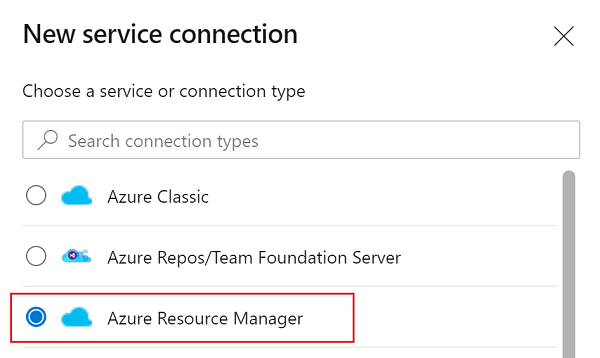 New service connection
Choose a service or connection type
Search connection types
Azure Classic
Azure Repos/Team Foundation Server
Azure Resource Manager